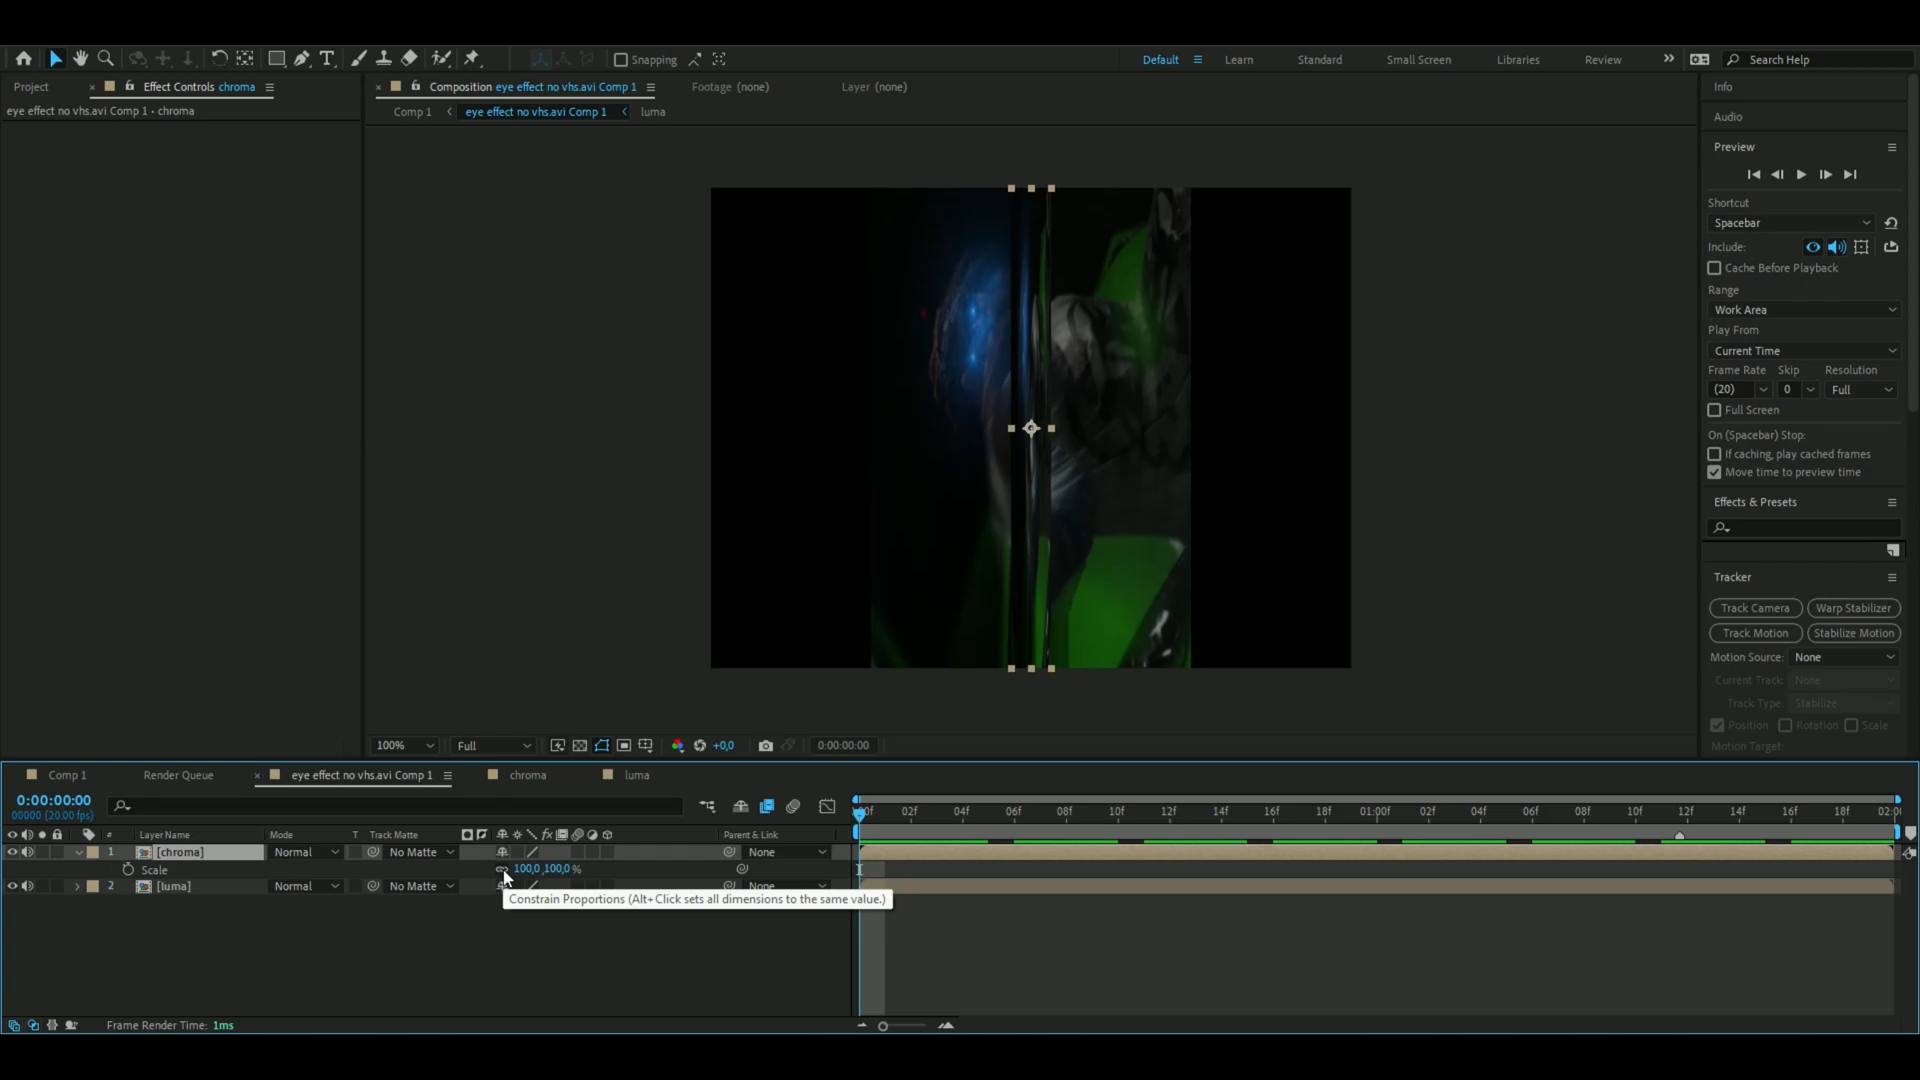 Snapping
Default
Learn
Standard
Small Screen
Libraries
Review
Search Help
Project
Effect Controls chroma
Composition eye effect no vhs.avi Comp 1
Footage (none)
Layer (none)
Info
eye effect no vhs.avi Comp 1 • chroma
Comp 1
eye effect no vhs.avi Comp 1
luma
Audio
Preview
Shortcut
Spacebar
Include:
Cache Before Playback
Range
Work Area
Play From
Current Time
Frame Rate Skip Resolution
(20) 0 Full
Full Screen
On (Spacebar) Stop:
If caching, play cached frames
Move time to preview time
Effects & Presets
Tracker
Track Camera Warp Stabilizer
Track Motion Stabilize Motion
Motion Source: None
Current Track: None
Track Type: Stabilize
Position Rotation Scale
Motion Target:
100% Full +0,0 0:00:00:00
Comp 1
Render Queue
eye effect no vhs.avi Comp 1
chroma
luma
0:00:00:00
00000 (20.00 fps)
:00f 02f 04f 06f 08f 10f 12f 14f 16f 18f 01:00f 02f 04f 06f 08f 10f 12f 14f 16f 18f 02:00
# Layer Name Mode T Track Matte fx Parent & Link
1 [chroma] Normal No Matte None
Scale 100,0,100,0 %
2 [luma] Normal No Matte None
Constrain Proportions (Alt+Click sets all dimensions to the same value.)
Frame Render Time: 1ms